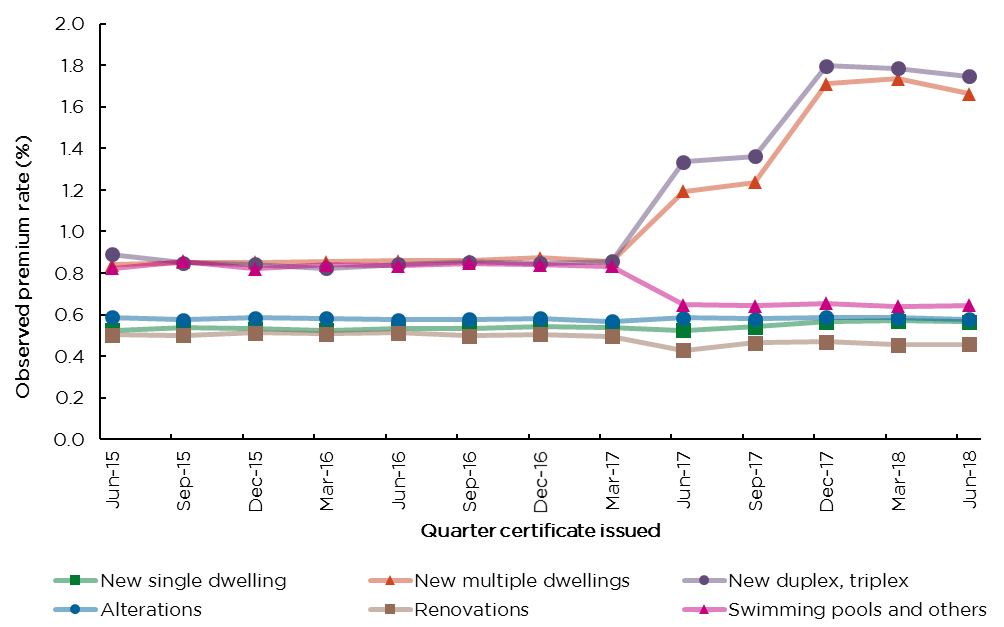 2.0
1.8
1.6
1.4
1.2
1.0
0.8
0.6
0.4
0.2
0.0
Observed premium rate (%)
Jun-15
Sep-15
Dec-15
Mar-16
Jun-16
Sep-16
Dec-16
Mar-17
Jun-17
Sep-17
Dec-17
Mar-18
Jun-18
Quarter certificate issued
New single dwelling
New multiple dwellings
New duplex, triplex
Alterations
Renovations
Swimming pools and others